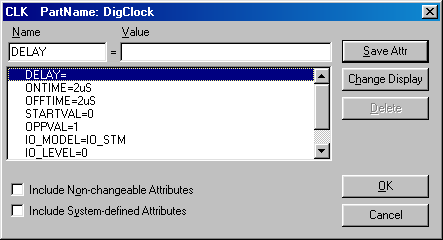 CLK PartName: DigClock
Name Value
DELAY =
Save Attr
DELAY=
ONTIME=2uS
OFFTIME=2uS
STARTVAL=0
OPPVAL=1
IO_MODEL=IO_STM
IO_LEVEL=0
Change Display
Delete
Include Non-changeable Attributes
Include System-defined Attributes
OK
Cancel